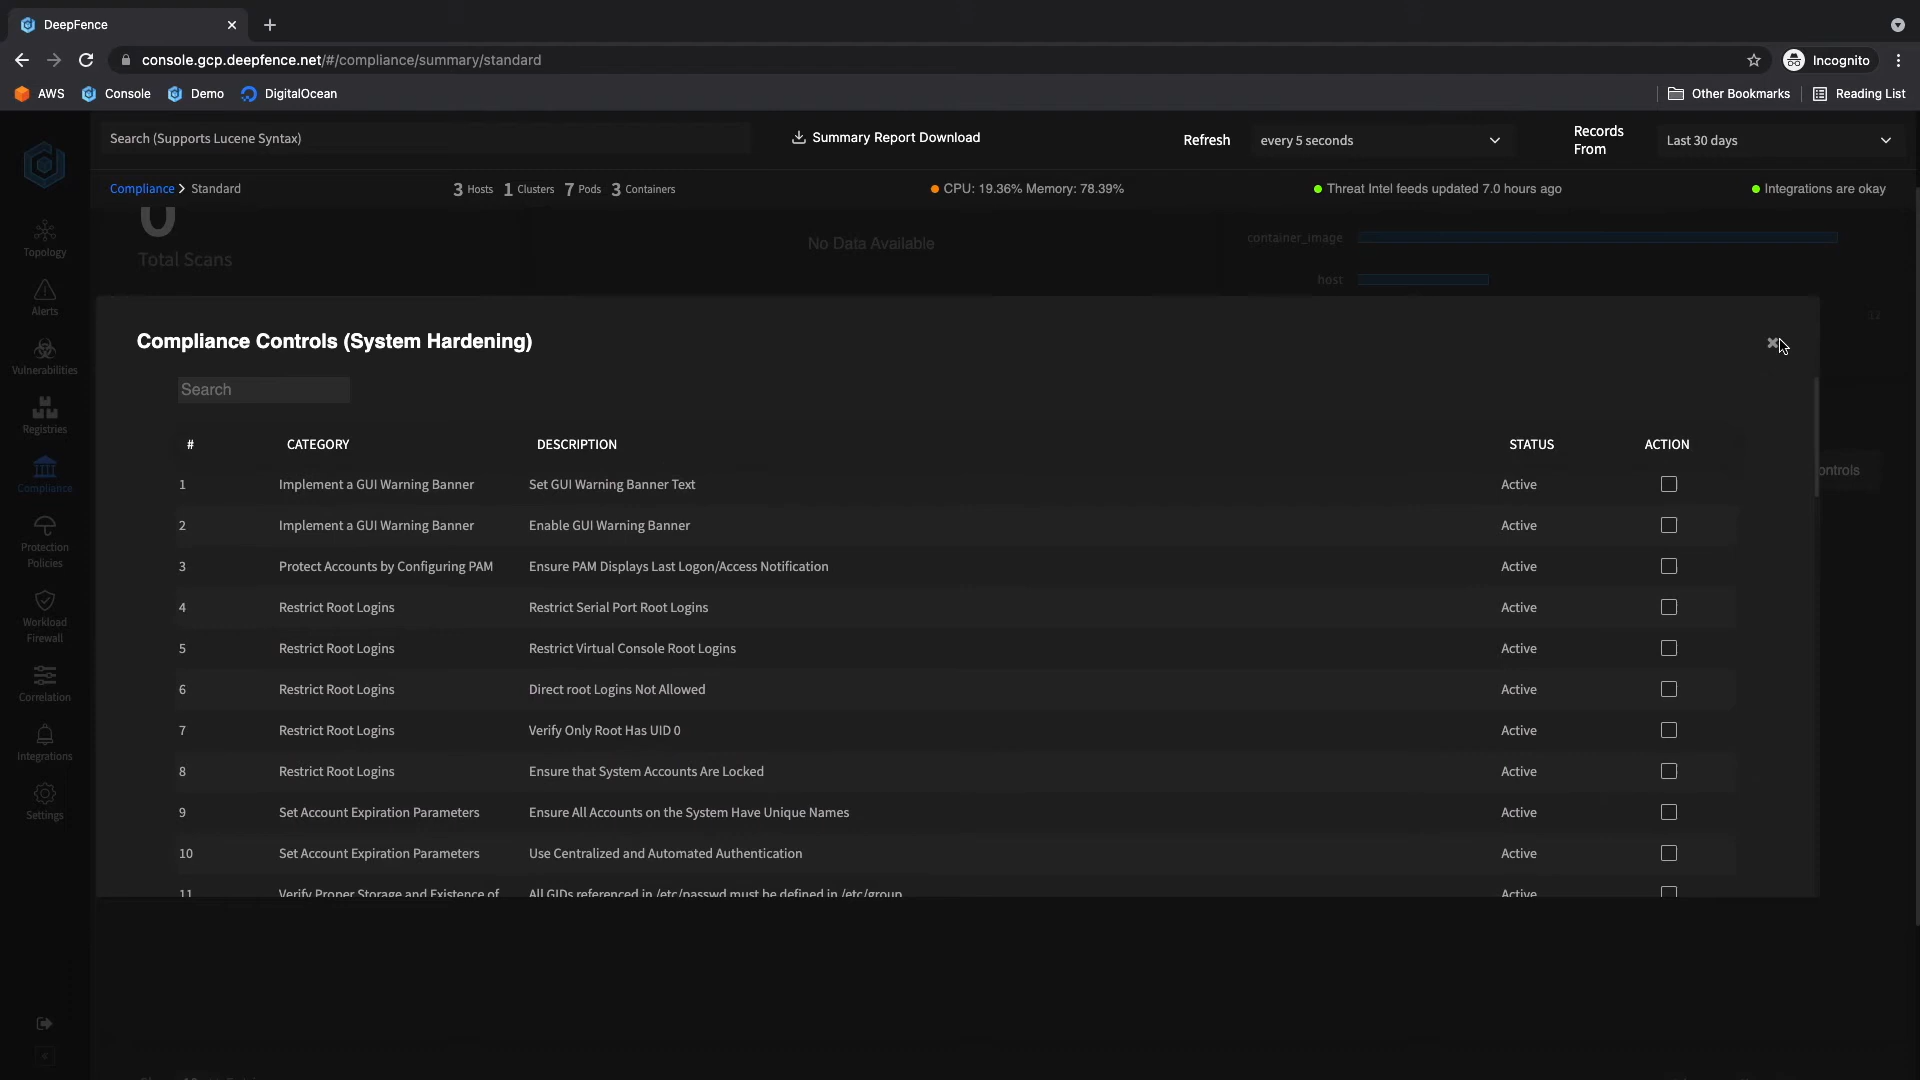 DeepFence
console.gcp.deepfence.net/#/compliance/summary/standard
Incognito
AWS
Console
Demo
DigitalOcean
Other Bookmarks
Reading List
Search (Supports Lucene Syntax)
Summary Report Download
Refresh
every 5 seconds
Records
From
Last 30 days
Compliance
Standard
3 Hosts 1 Clusters 7 Pods 3 Containers
CPU: 19.36% Memory: 78.39%
Threat Intel feeds updated 7.0 hours ago
Integrations are okay
Topology
Alerts
Vulnerabilities
Registries
Compliance
Protection
Policies
Workload
Firewall
Correlation
Integrations
Settings
0
Total Scans
No Data Available
container_image
host
12
Compliance Controls (System Hardening)
Search
# CATEGORY DESCRIPTION STATUS ACTION
1 Implement a GUI Warning Banner Set GUI Warning Banner Text Active
2 Implement a GUI Warning Banner Enable GUI Warning Banner Active
3 Protect Accounts by Configuring PAM Ensure PAM Displays Last Logon/Access Notification Active
4 Restrict Root Logins Restrict Serial Port Root Logins Active
5 Restrict Root Logins Restrict Virtual Console Root Logins Active
6 Restrict Root Logins Direct root Logins Not Allowed Active
7 Restrict Root Logins Verify Only Root Has UID 0 Active
8 Restrict Root Logins Ensure that System Accounts Are Locked Active
9 Set Account Expiration Parameters Ensure All Accounts on the System Have Unique Names Active
10 Set Account Expiration Parameters Use Centralized and Automated Authentication Active
11 Verify Proper Storage and Existence of All GIDs referenced in /etc/passwd must be defined in /etc/group Active
ontrols